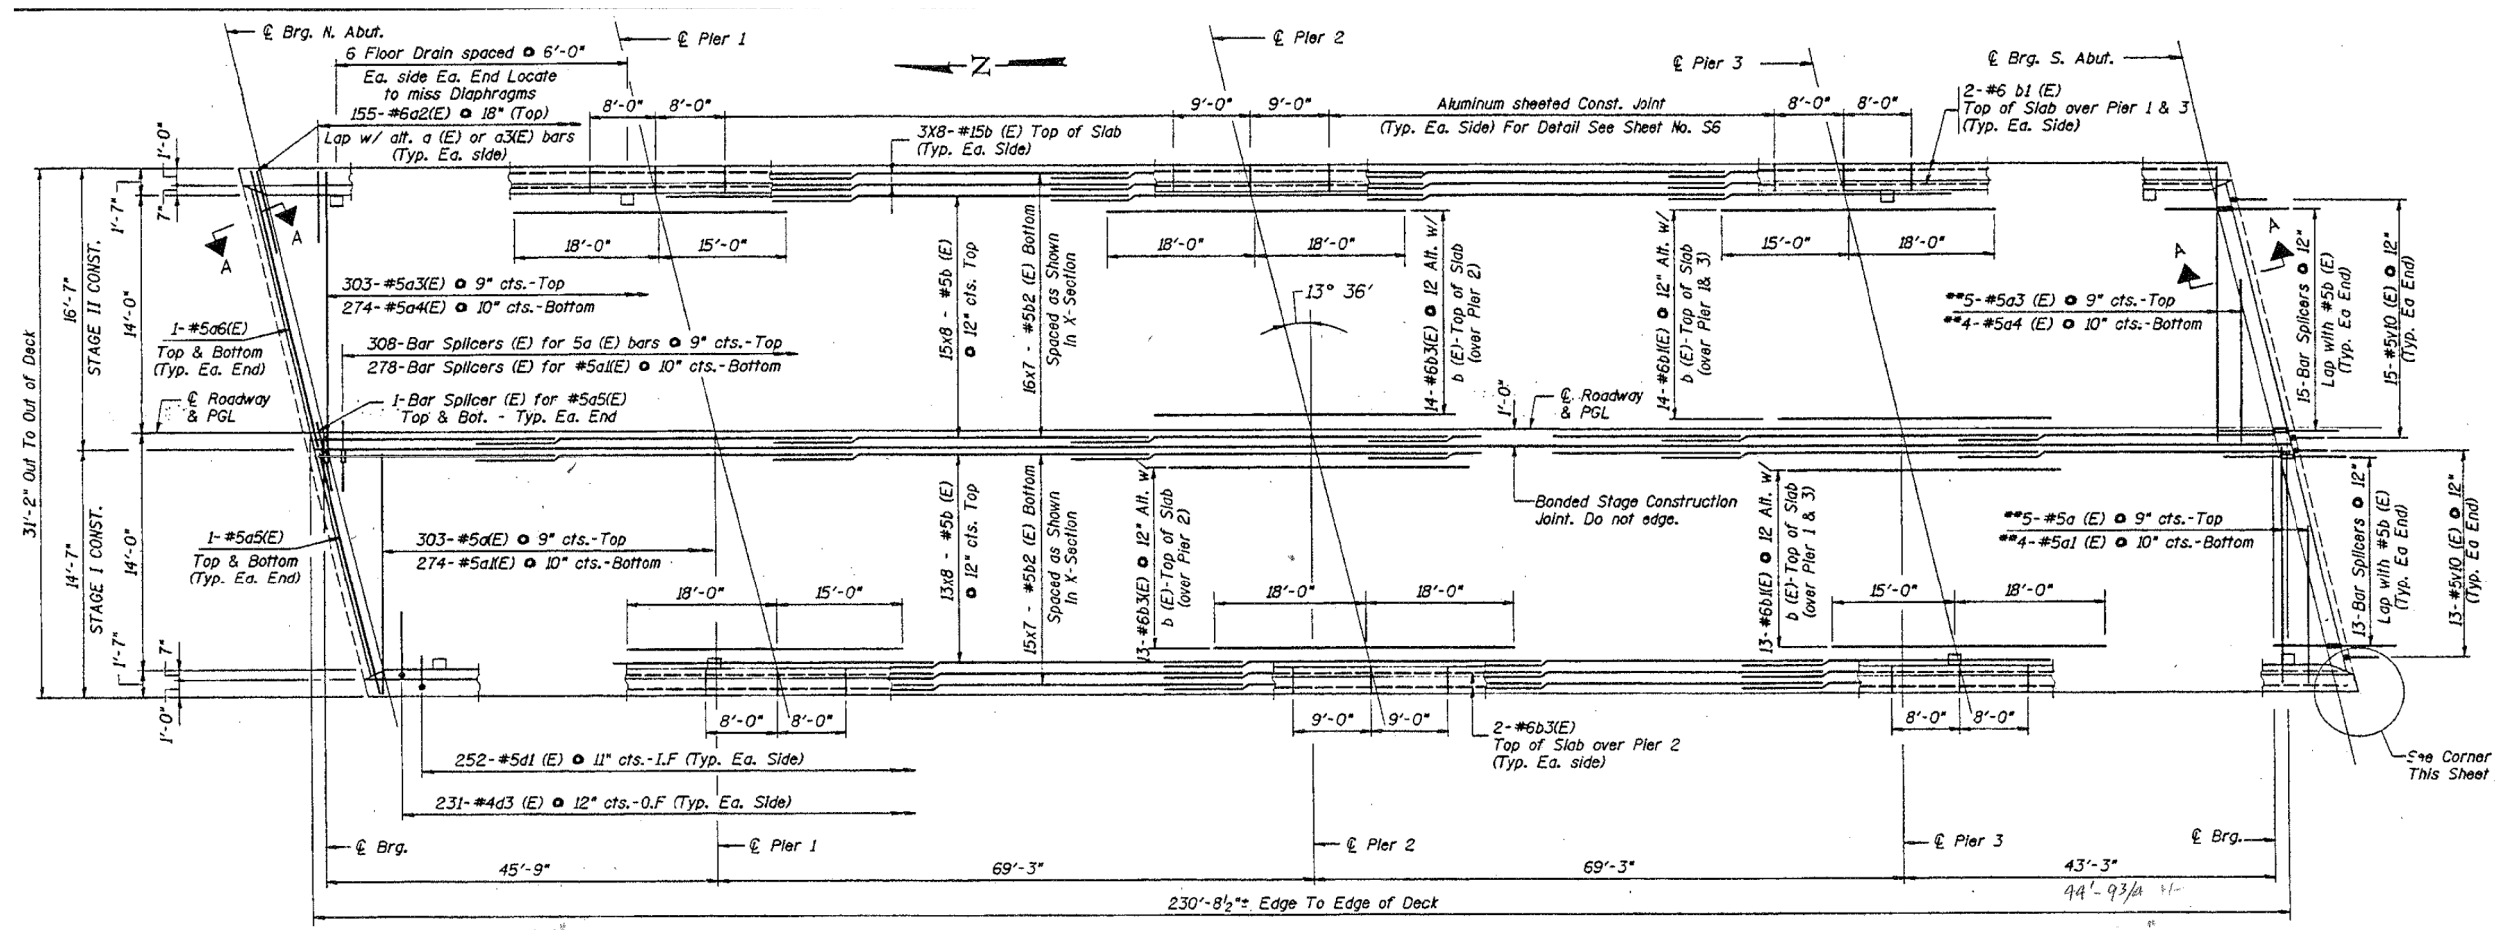 ℄ Brg. N. Abut.
6 Floor Drain spaced @ 6'-0"
Ea. side Ea. End Locate
to miss Diaphragms
155-#6a2(E) @ 18" (Top)
Lap w/ alt. a (E) or a3(E) bars
(Typ. Ea. side)
℄ Pier 1
8'-0"
8'-0"
N
℄ Pier 2
9'-0"
9'-0"
3X8-#15b (E) Top of Slab
(Typ. Ea. Side)
Aluminum sheeted Const. Joint
(Typ. Ea. Side) For Detail See Sheet No. S6
℄ Pier 3
8'-0"
8'-0"
℄ Brg. S. Abut.
2-#6 b1 (E)
Top of Slab over Pier 1 & 3
(Typ. Ea. Side)
1'-0"
1'-7"
7"
31'-2" Out To Out of Deck
16'-7"
STAGE II CONST.
14'-0"
A
A
18'-0"
15'-0"
18'-0"
18'-0"
15'-0"
18'-0"
303-#5a3(E) @ 9" cts.-Top
274-#5a4(E) @ 10" cts.-Bottom
1-#5a6(E)
Top & Bottom
(Typ. Ea. End)
308-Bar Splicers (E) for 5a (E) bars @ 9" cts.-Top
278-Bar Splicers (E) for #5a1(E) @ 10" cts.-Bottom
℄ Roadway
& PGL
1-Bar Splicer (E) for #5a5(E)
Top & Bot. - Typ. Ea. End
15x8 - #5b (E)
@ 12" cts. Top
16x7 - #5b2 (E) Bottom
Spaced as Shown
In X-Section
13° 36'
14-#6b3(E) @ 12 Alt. w/
b (E)-Top of Slab
(over Pier 2)
14-#6b1(E) @ 12" Alt. w/
b (E)-Top of Slab
(over Pier 1& 3)
1'-0"
℄ Roadway
& PGL
A
A
**5-#5a3 (E) @ 9" cts.-Top
**4-#5a4 (E) @ 10" cts.-Bottom
15-Bar Splicers @ 12"
Lap with #5b (E)
(Typ. Ea End)
15-#5v10 (E) @ 12"
(Typ. Ea End)
14'-7"
STAGE I CONST.
14'-0"
1'-7"
7"
1'-0"
1-#5a5(E)
Top & Bottom
(Typ. Ea. End)
303-#5a(E) @ 9" cts.-Top
274-#5a1(E) @ 10" cts.-Bottom
13x8 - #5b (E)
@ 12" cts. Top
15x7 - #5b2 (E) Bottom
Spaced as Shown
In X-Section
13-#6b3(E) @ 12" Alt. w/
b (E)-Top of Slab
(over Pier 2)
Bonded Stage Construction
Joint. Do not edge.
13-#6b1(E) @ 12 Alt. w/
b (E)-Top of Slab
(over Pier 1 & 3)
**5-#5a (E) @ 9" cts.-Top
**4-#5a1 (E) @ 10" cts.-Bottom
13-Bar Splicers @ 12"
Lap with #5b (E)
(Typ. Ea End)
13-#5v10 (E) @ 12"
(Typ. Ea End)
18'-0"
15'-0"
18'-0"
18'-0"
15'-0"
18'-0"
8'-0"
8'-0"
9'-0"
9'-0"
8'-0"
8'-0"
2-#6b3(E)
Top of Slab over Pier 2
(Typ. Ea. side)
252-#5d1 (E) @ 11" cts.-I.F (Typ. Ea. Side)
231-#4d3 (E) @ 12" cts.-O.F (Typ. Ea. Side)
See Corner
This Sheet
℄ Brg.
℄ Pier 1
℄ Pier 2
℄ Pier 3
℄ Brg.
45'-9"
69'-3"
69'-3"
43'-3"
44'-9 3/4 +/-
230'-8 1/2"± Edge To Edge of Deck